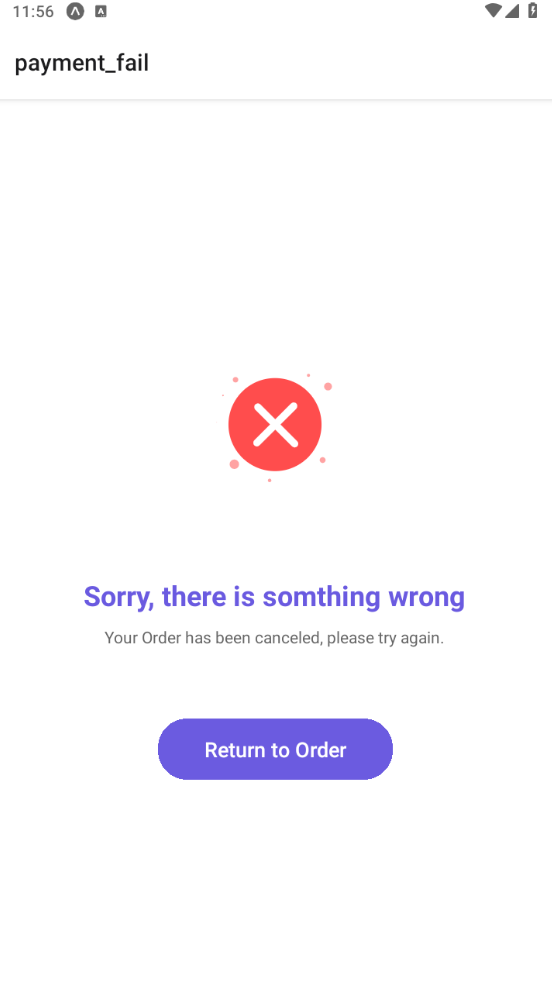 11:56
payment_fail
Sorry, there is somthing wrong
Your Order has been canceled, please try again.
Return to Order